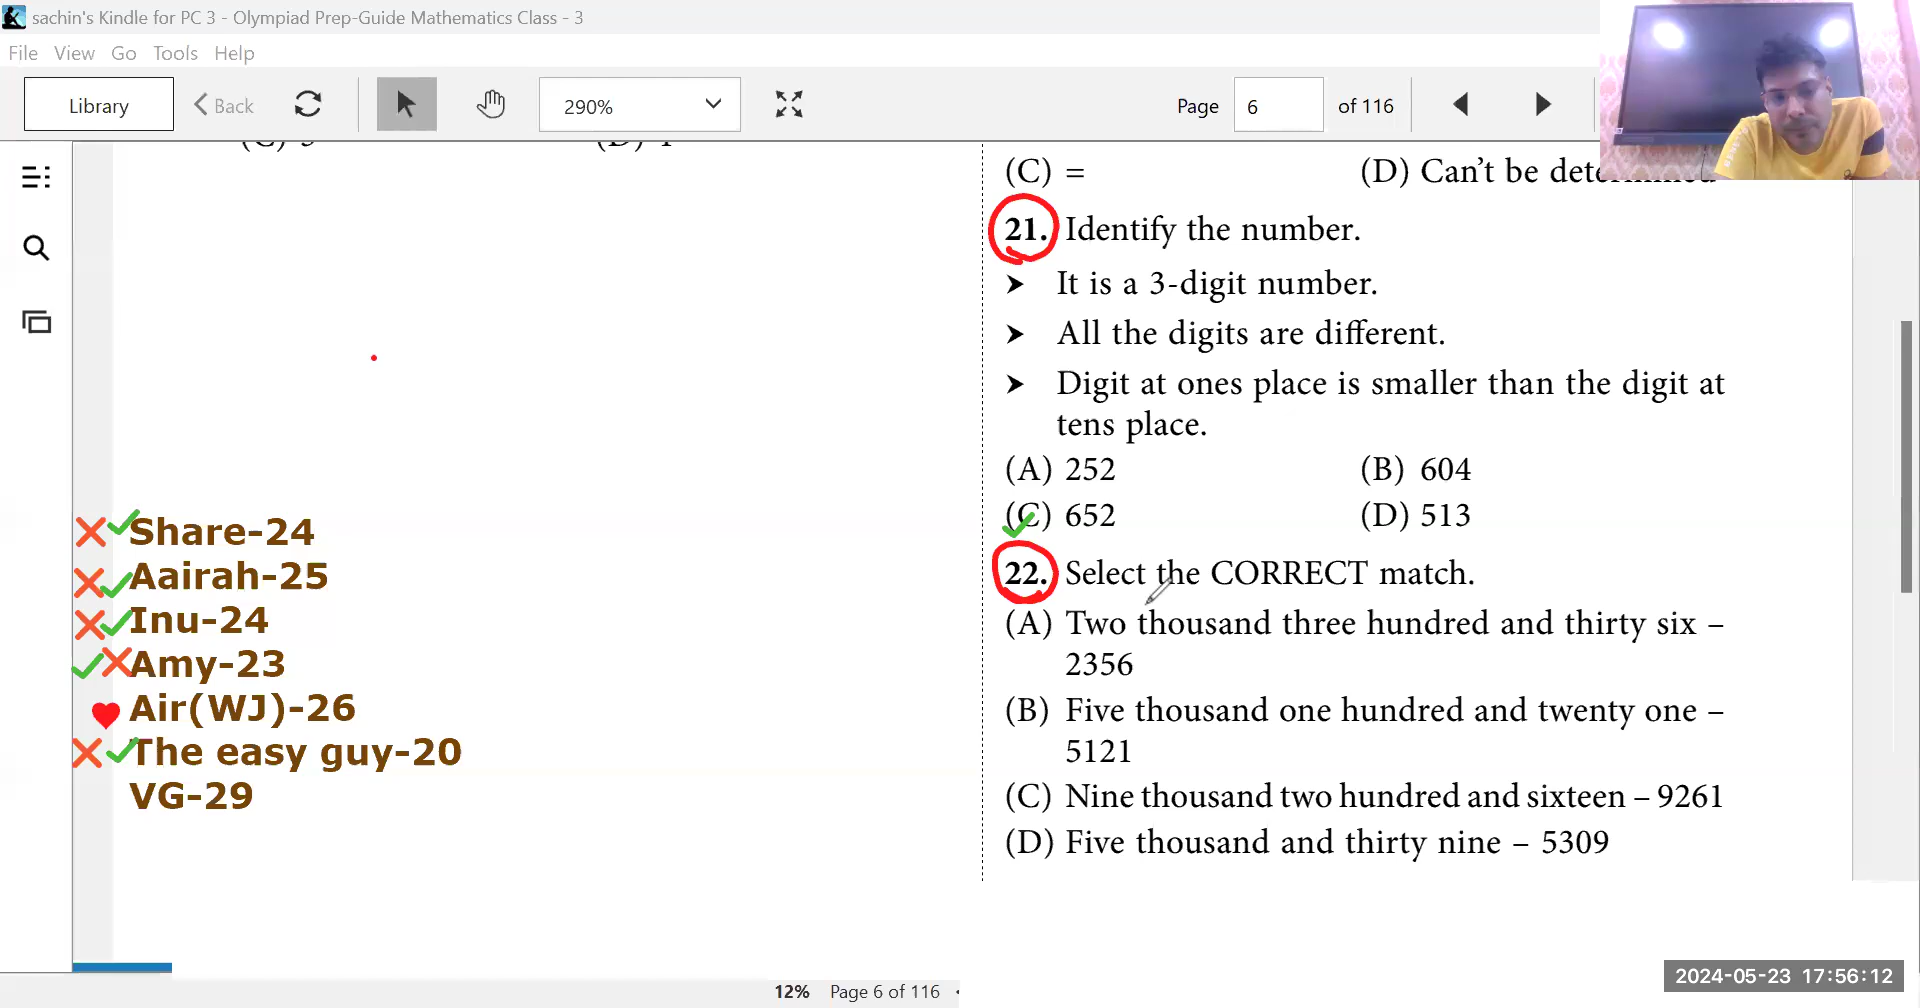 sachin's Kindle for PC 3 - Olympiad Prep-Guide Mathematics Class - 3
File View Go Tools Help
Library Back 290% Page 6 of 116
(C) = (D) Can't be determined
21. Identify the number.
➤ It is a 3-digit number.
➤ All the digits are different.
➤ Digit at ones place is smaller than the digit at
tens place.
(A) 252 (B) 604
(C) 652 (D) 513
22. Select the CORRECT match.
(A) Two thousand three hundred and thirty six –
2356
(B) Five thousand one hundred and twenty one –
5121
(C) Nine thousand two hundred and sixteen – 9261
(D) Five thousand and thirty nine – 5309
Share-24
Aairah-25
Inu-24
Amy-23
Air(WJ)-26
The easy guy-20
VG-29
12% Page 6 of 116
2024-05-23 17:56:12